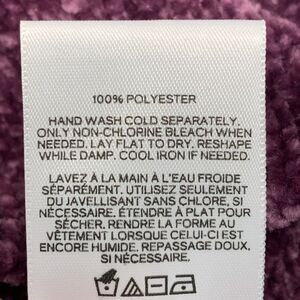 100% POLYESTER
HAND WASH COLD SEPARATELY.
ONLY NON-CHLORINE BLEACH WHEN
NEEDED. LAY FLAT TO DRY. RESHAPE
WHILE DAMP. COOL IRON IF NEEDED.
LAVEZ À LA MAIN À L'EAU FROIDE
SÉPARÉMENT. UTILISEZ SEULEMENT
DU JAVELLISANT SANS CHLORE, SI
NÉCESSAIRE. ÉTENDRE À PLAT POUR
SÉCHER. RENDRE LA FORME AU
VÊTEMENT LORSQUE CELUI-CI EST
ENCORE HUMIDE. REPASSAGE DOUX,
SI NÉCESSAIRE.